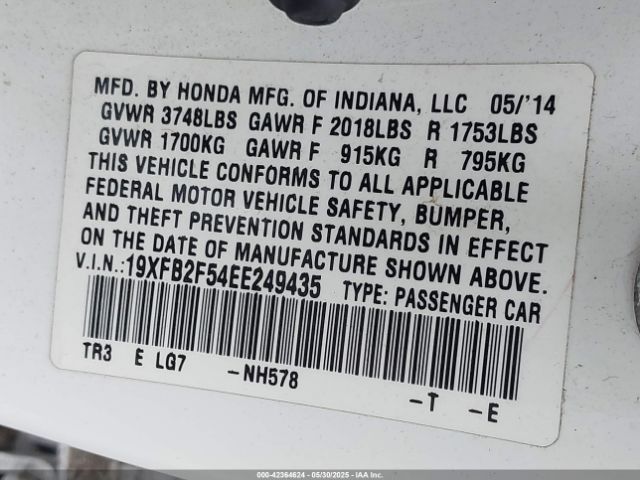 MFD. BY HONDA MFG. OF INDIANA, LLC 05/'14
GVWR 3748LBS GAWR F 2018LBS R 1753LBS
GVWR 1700KG GAWR F 915KG R 795KG
THIS VEHICLE CONFORMS TO ALL APPLICABLE
FEDERAL MOTOR VEHICLE SAFETY, BUMPER,
AND THEFT PREVENTION STANDARDS IN EFFECT
ON THE DATE OF MANUFACTURE SHOWN ABOVE.
V.I.N.:19XFB2F54EE249435 TYPE: PASSENGER CAR
TR3 E LG7 -NH578 -T -E
000-42364624 - 05/30/2025 - IAA Inc.